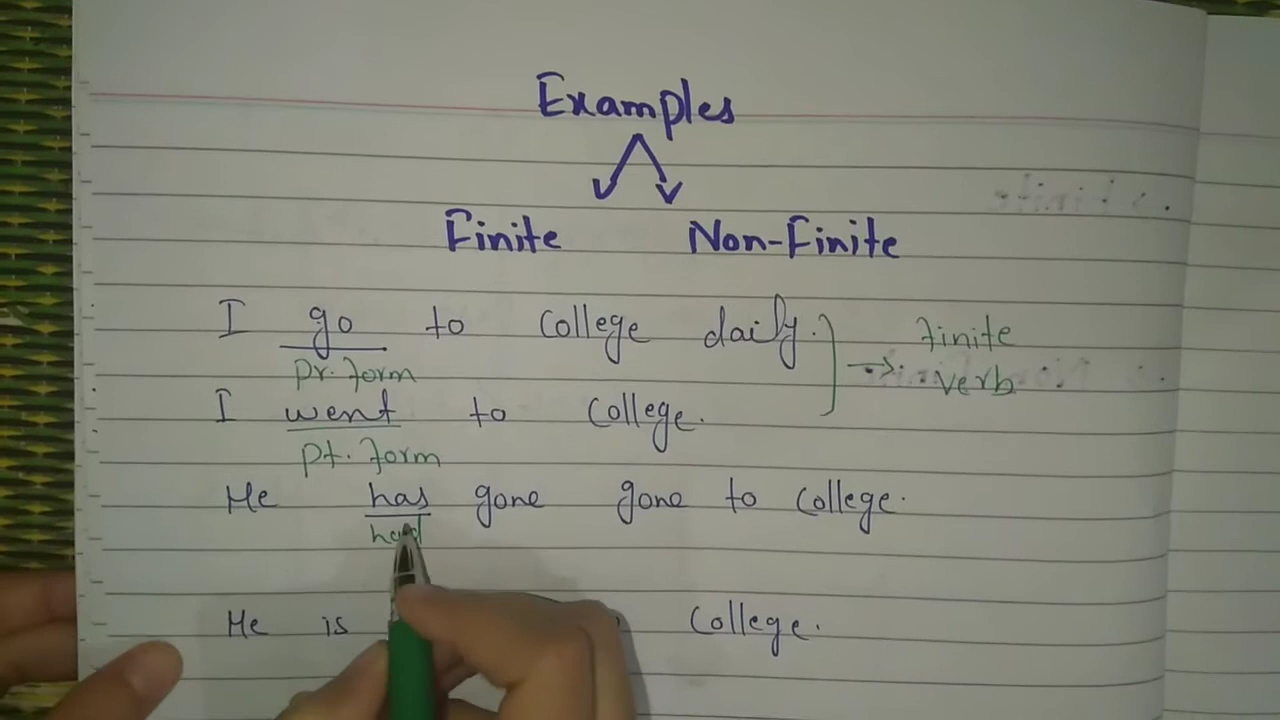 Examples
Finite Non-Finite
I go to College daily.
finite
pr. form
verb
I went to College.
pt. form
He has gone gone to College.
had
He is College.